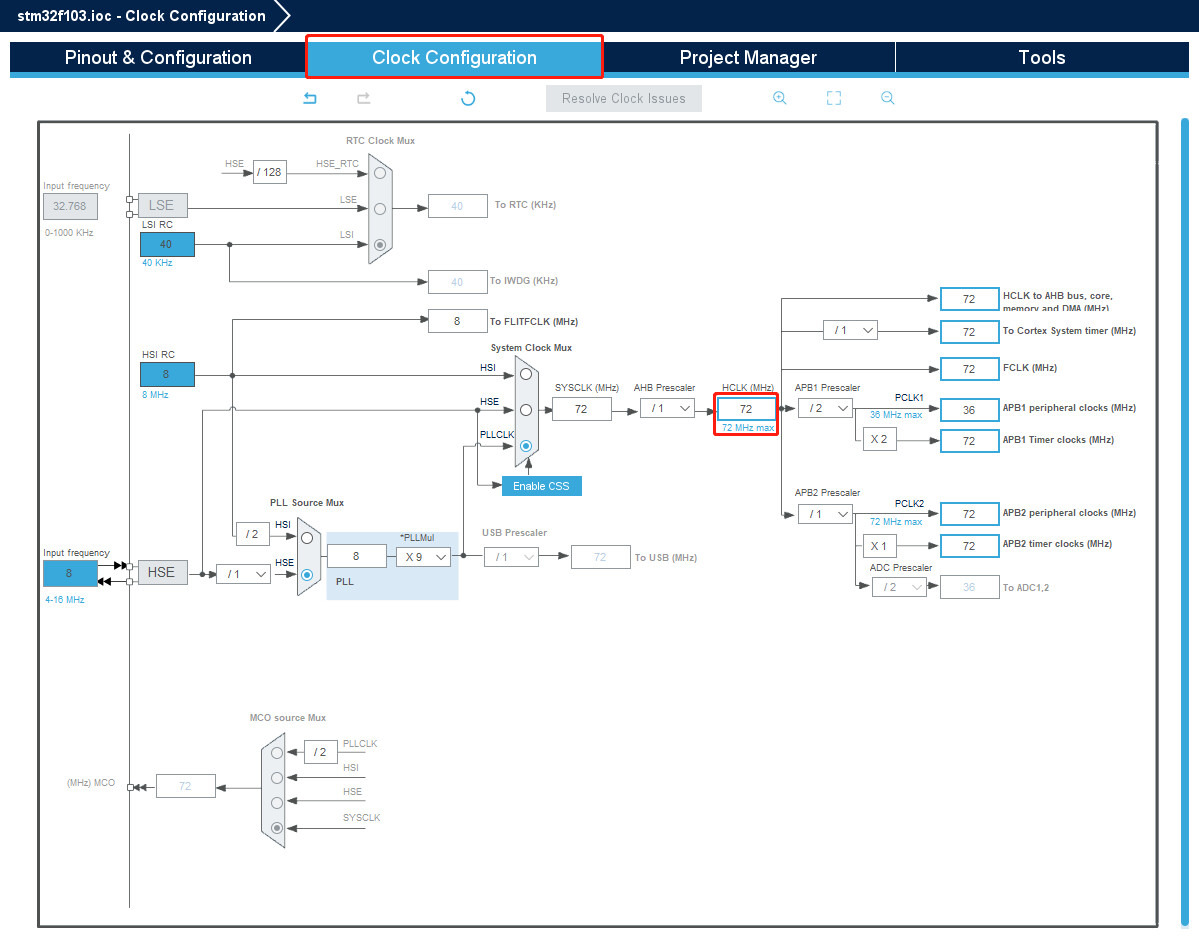 stm32f103.ioc - Clock Configuration
Pinout & Configuration
Clock Configuration
Project Manager
Tools
Resolve Clock Issues
RTC Clock Mux
HSE
/ 128
HSE_RTC
Input frequency
32.768
0-1000 KHz
LSE
LSE
40
To RTC (KHz)
LSI RC
40
40 KHz
LSI
40
To IWDG (KHz)
8
To FLITFCLK (MHz)
System Clock Mux
HSI RC
8
8 MHz
HSI
HSE
PLLCLK
Enable CSS
SYSCLK (MHz)
72
AHB Prescaler
/ 1
HCLK (MHz)
72
72 MHz max
72
HCLK to AHB bus, core,
memory and DMA (MHz)
/ 1
72
To Cortex System timer (MHz)
72
FCLK (MHz)
APB1 Prescaler
/ 2
PCLK1
36 MHz max
36
APB1 peripheral clocks (MHz)
X 2
72
APB1 Timer clocks (MHz)
APB2 Prescaler
/ 1
PCLK2
72 MHz max
72
APB2 peripheral clocks (MHz)
X 1
72
APB2 timer clocks (MHz)
ADC Prescaler
/ 2
36
To ADC1,2
PLL Source Mux
/ 2
HSI
HSE
Input frequency
8
4-16 MHz
HSE
/ 1
8
*PLLMul
X 9
PLL
USB Prescaler
/ 1
72
To USB (MHz)
MCO source Mux
/ 2
PLLCLK
HSI
HSE
SYSCLK
(MHz) MCO
72